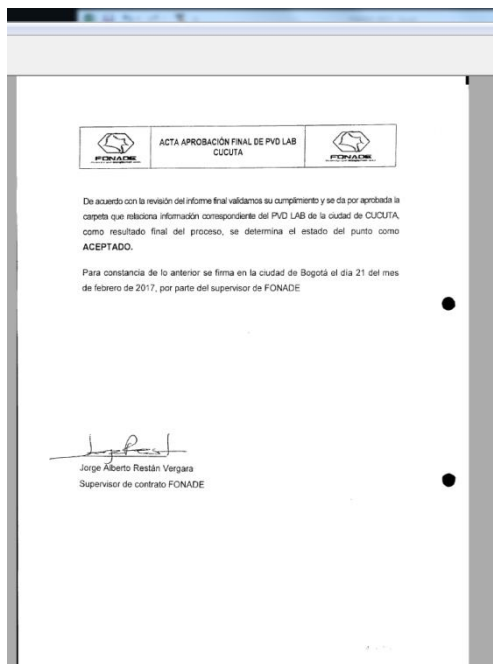 FONADE
ACTA APROBACIÓN FINAL DE PVD LAB
CUCUTA
FONADE
De acuerdo con la revisión del informe final validamos su cumplimiento y se da por aprobada la
carpeta que relaciona información correspondiente del PVD LAB de la ciudad de CUCUTA,
como resultado final del proceso, se determina el estado del punto como
ACEPTADO.
Para constancia de lo anterior se firma en la ciudad de Bogotá el día 21 del mes
de febrero de 2017, por parte del supervisor de FONADE
Jorge Alberto Restán Vergara
Supervisor de contrato FONADE